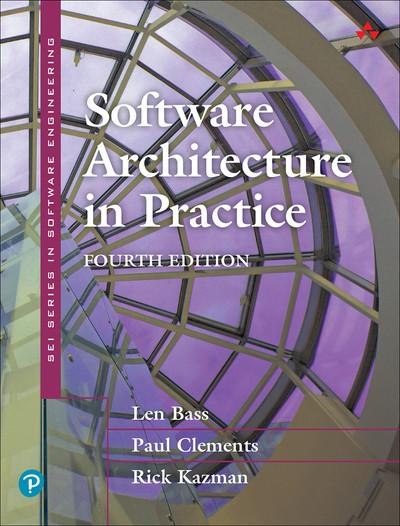 SEI SERIES IN SOFTWARE ENGINEERING
Software
Architecture
in Practice
FOURTH EDITION
Len Bass
Paul Clements
Rick Kazman
P